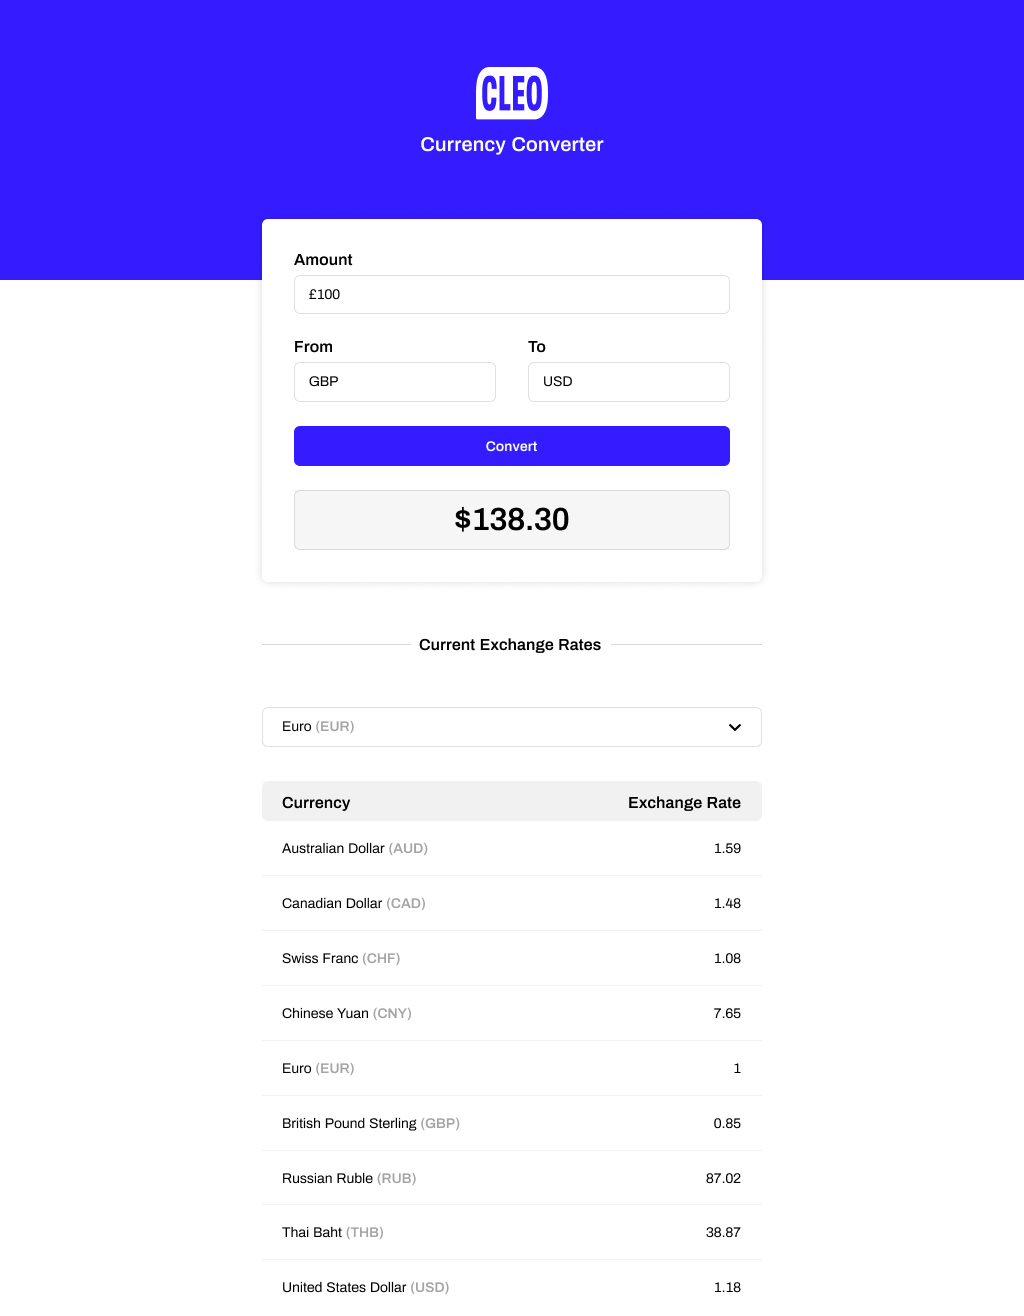 CLEO
Currency Converter
Amount
£100
From To
GBP USD
Convert
$138.30
Current Exchange Rates
Euro (EUR)
Currency Exchange Rate
Australian Dollar (AUD) 1.59
Canadian Dollar (CAD) 1.48
Swiss Franc (CHF) 1.08
Chinese Yuan (CNY) 7.65
Euro (EUR) 1
British Pound Sterling (GBP) 0.85
Russian Ruble (RUB) 87.02
Thai Baht (THB) 38.87
United States Dollar (USD) 1.18